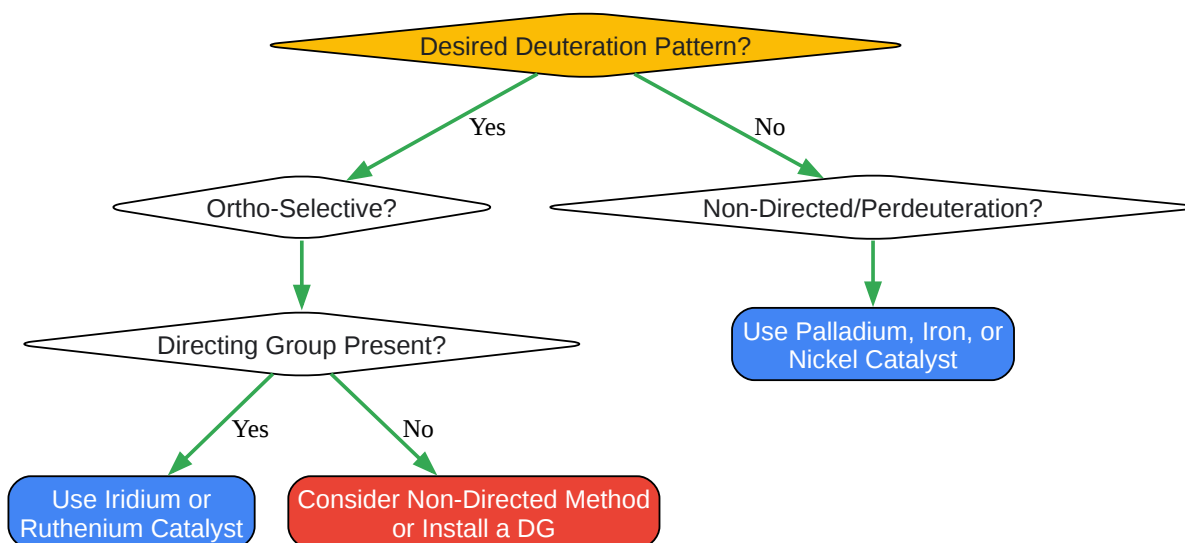 Desired Deuteration Pattern?
Yes
No
Ortho-Selective?
Non-Directed/Perdeuteration?
Directing Group Present?
Use Palladium, Iron, or
Nickel Catalyst
Yes
No
Use Iridium or
Ruthenium Catalyst
Consider Non-Directed Method
or Install a DG